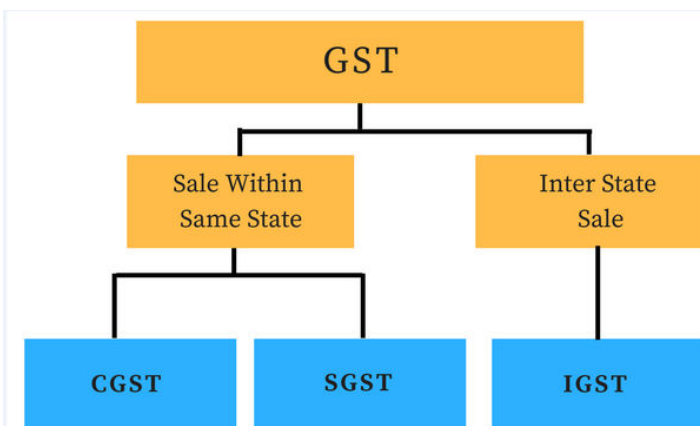 GST
Sale Within
Same State
Inter State
Sale
CGST
SGST
IGST